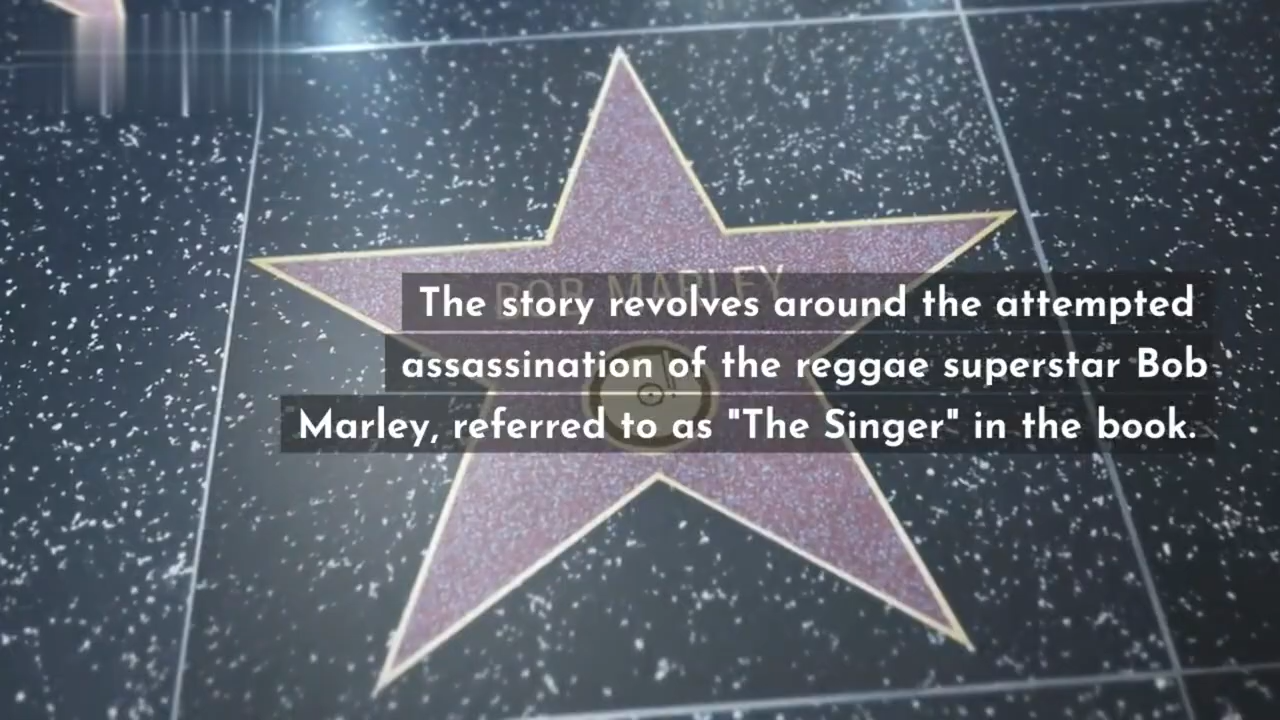 BOB MARLEY
The story revolves around the attempted
assassination of the reggae superstar Bob
Marley, referred to as "The Singer" in the book.